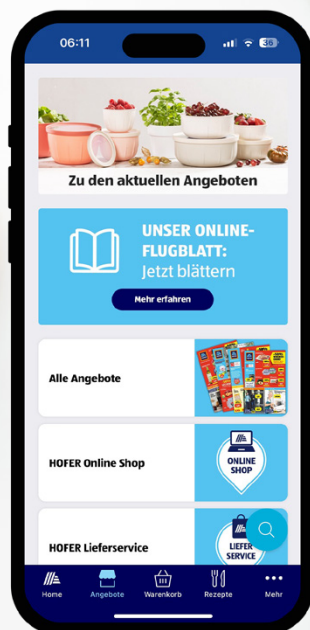 06:11
36
Zu den aktuellen Angeboten
UNSER ONLINE-
FLUGBLATT:
Jetzt blättern
Mehr erfahren
Alle Angebote
HOFER Online Shop
ONLINE
SHOP
HOFER Lieferservice
LIEFER
SERVICE
Home
Angebote
Warenkorb
Rezepte
Mehr